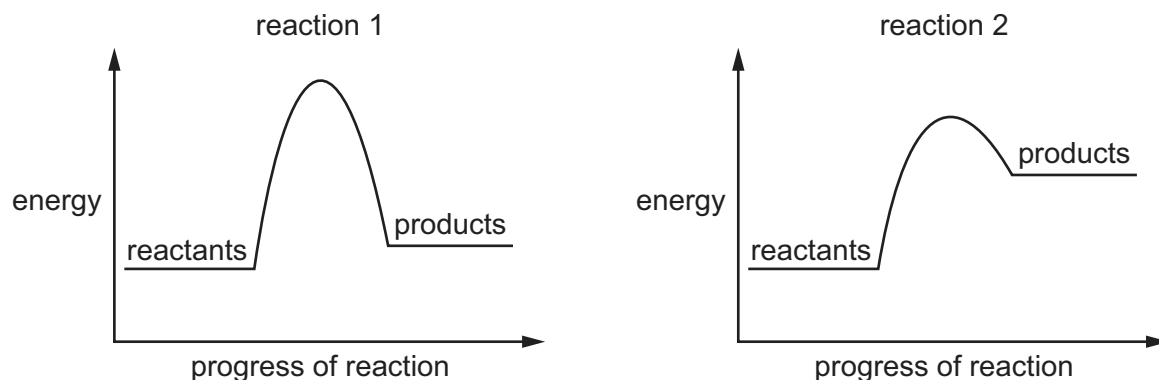 reaction 1
energy
reactants
products
progress of reaction
reaction 2
energy
reactants
products
progress of reaction